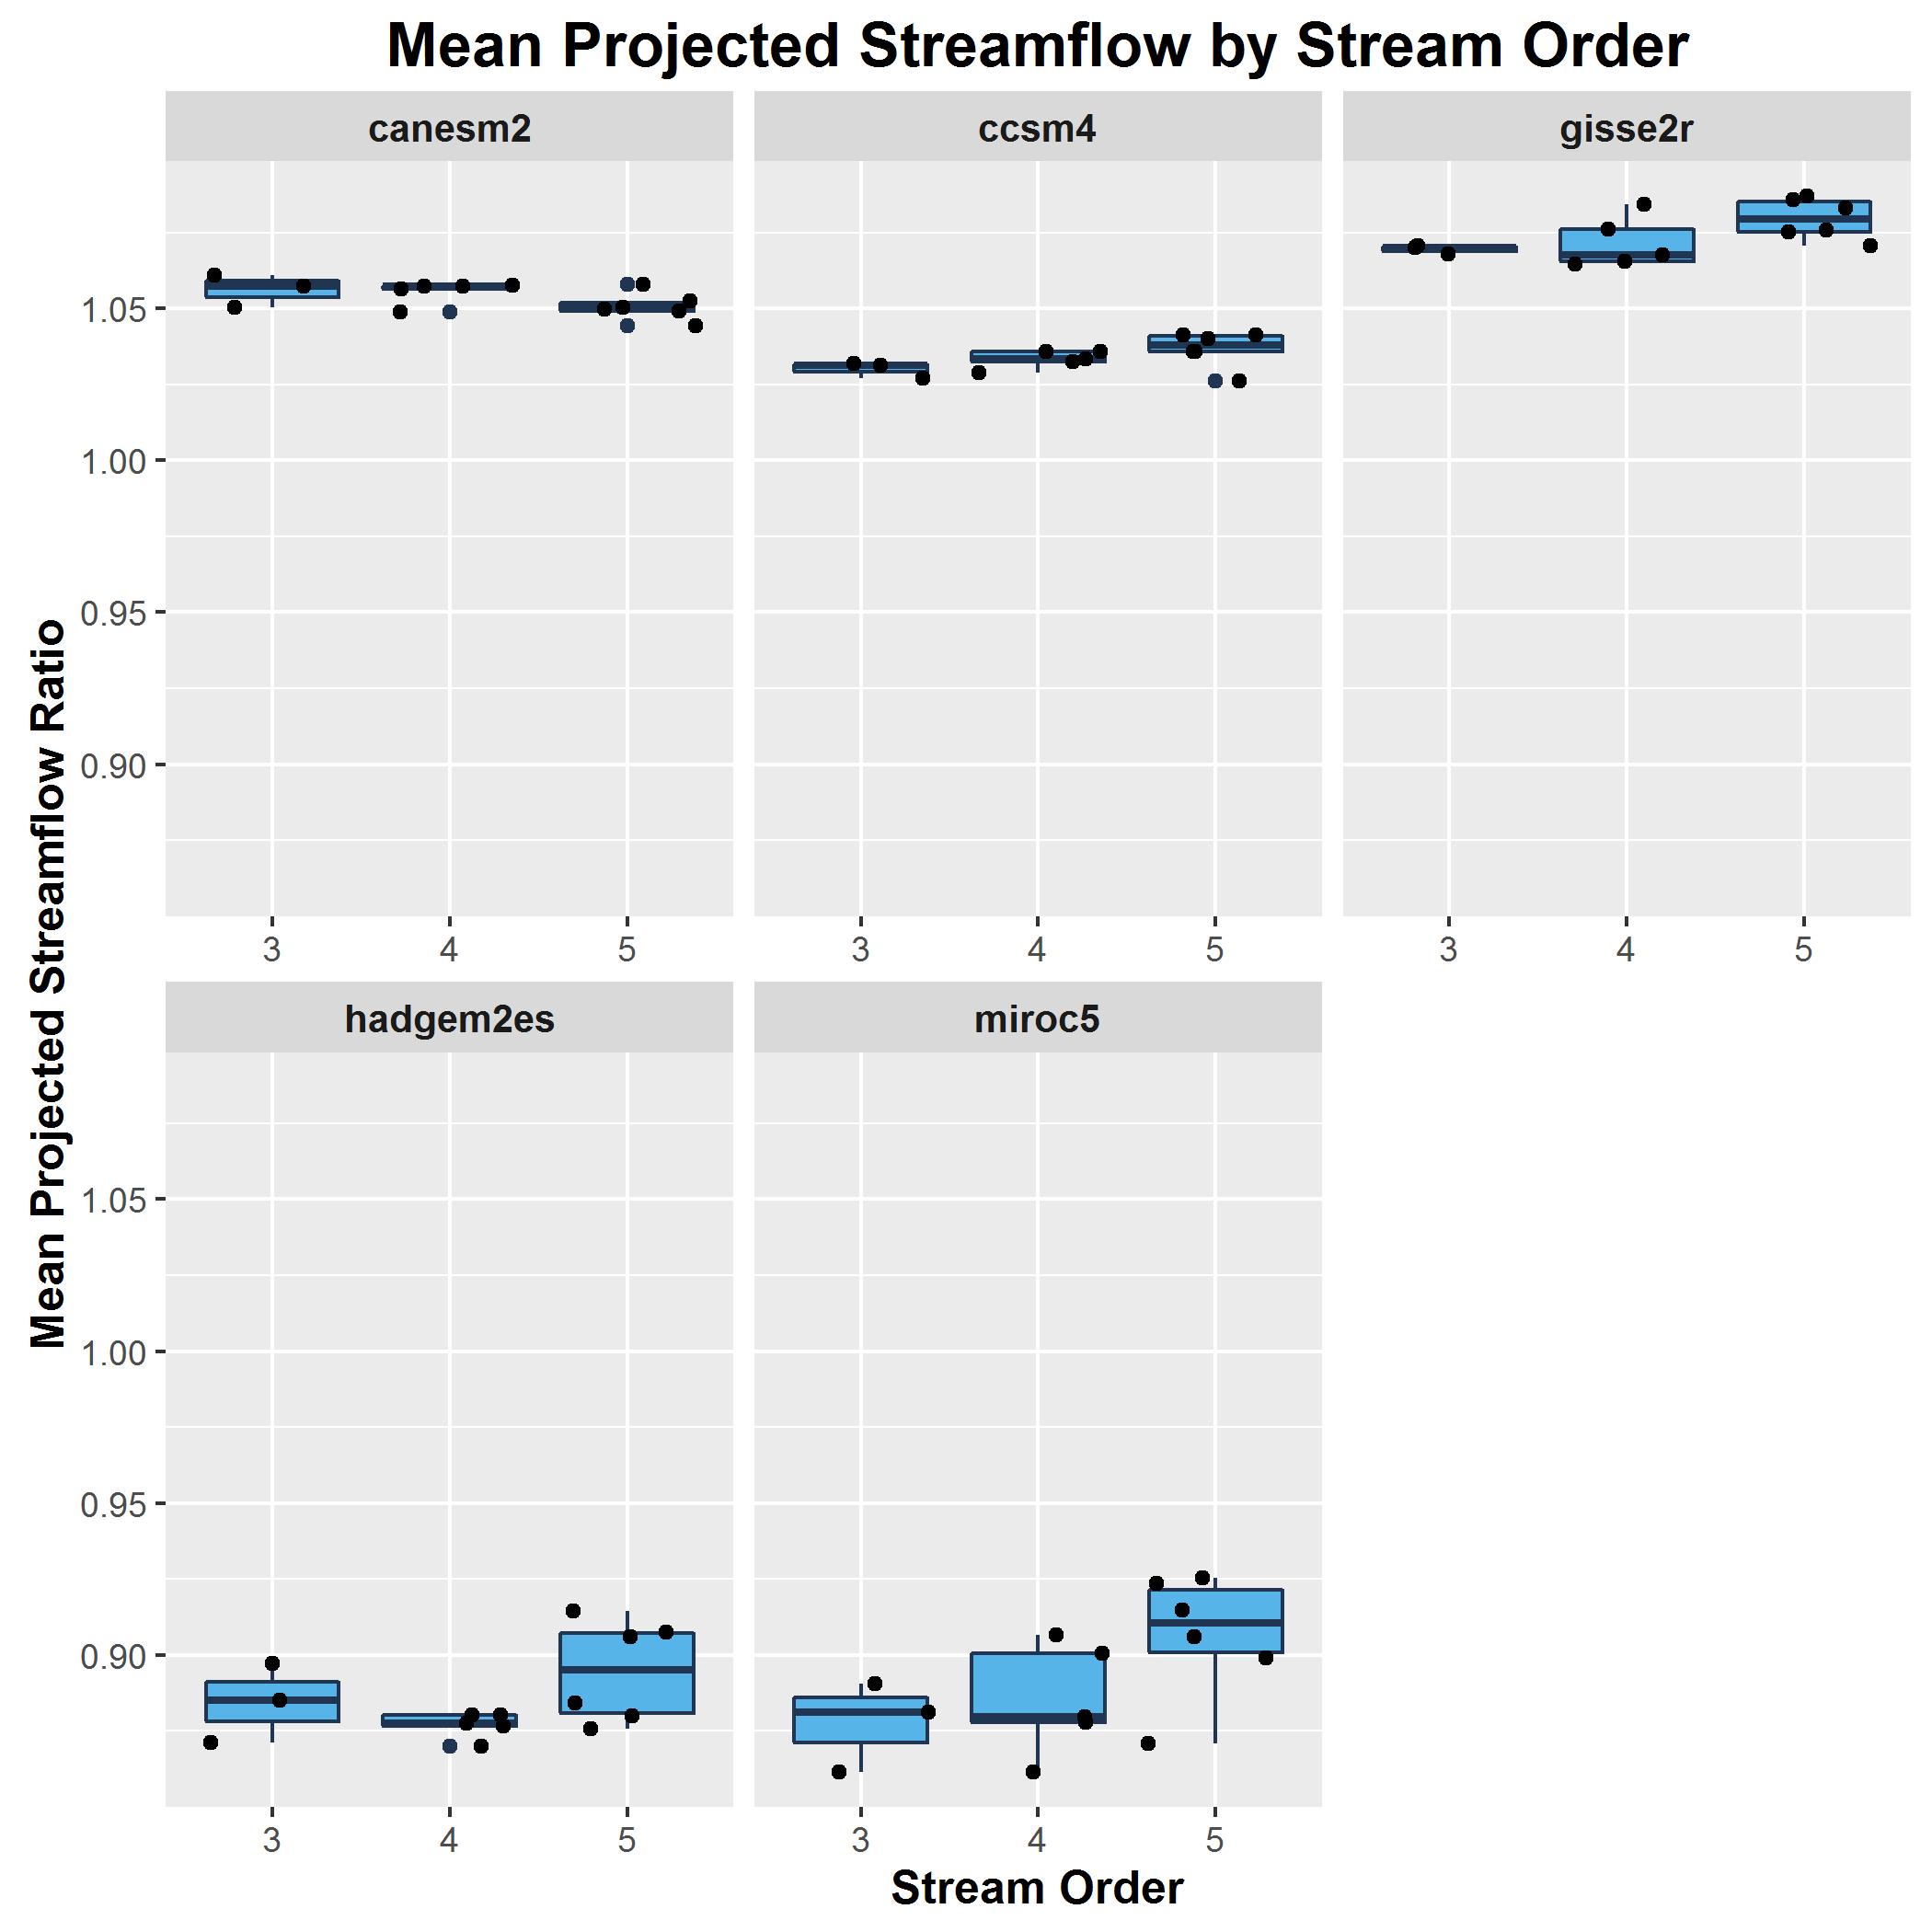 Mean Projected Streamflow by Stream Order
canesm2
ccsm4
gisse2r
1.05
1.00
0.95
0.90
3 4 5
3 4 5
3 4 5
Mean Projected Streamflow Ratio
hadgem2es
miroc5
1.05
1.00
0.95
0.90
3 4 5
3 4 5
Stream Order